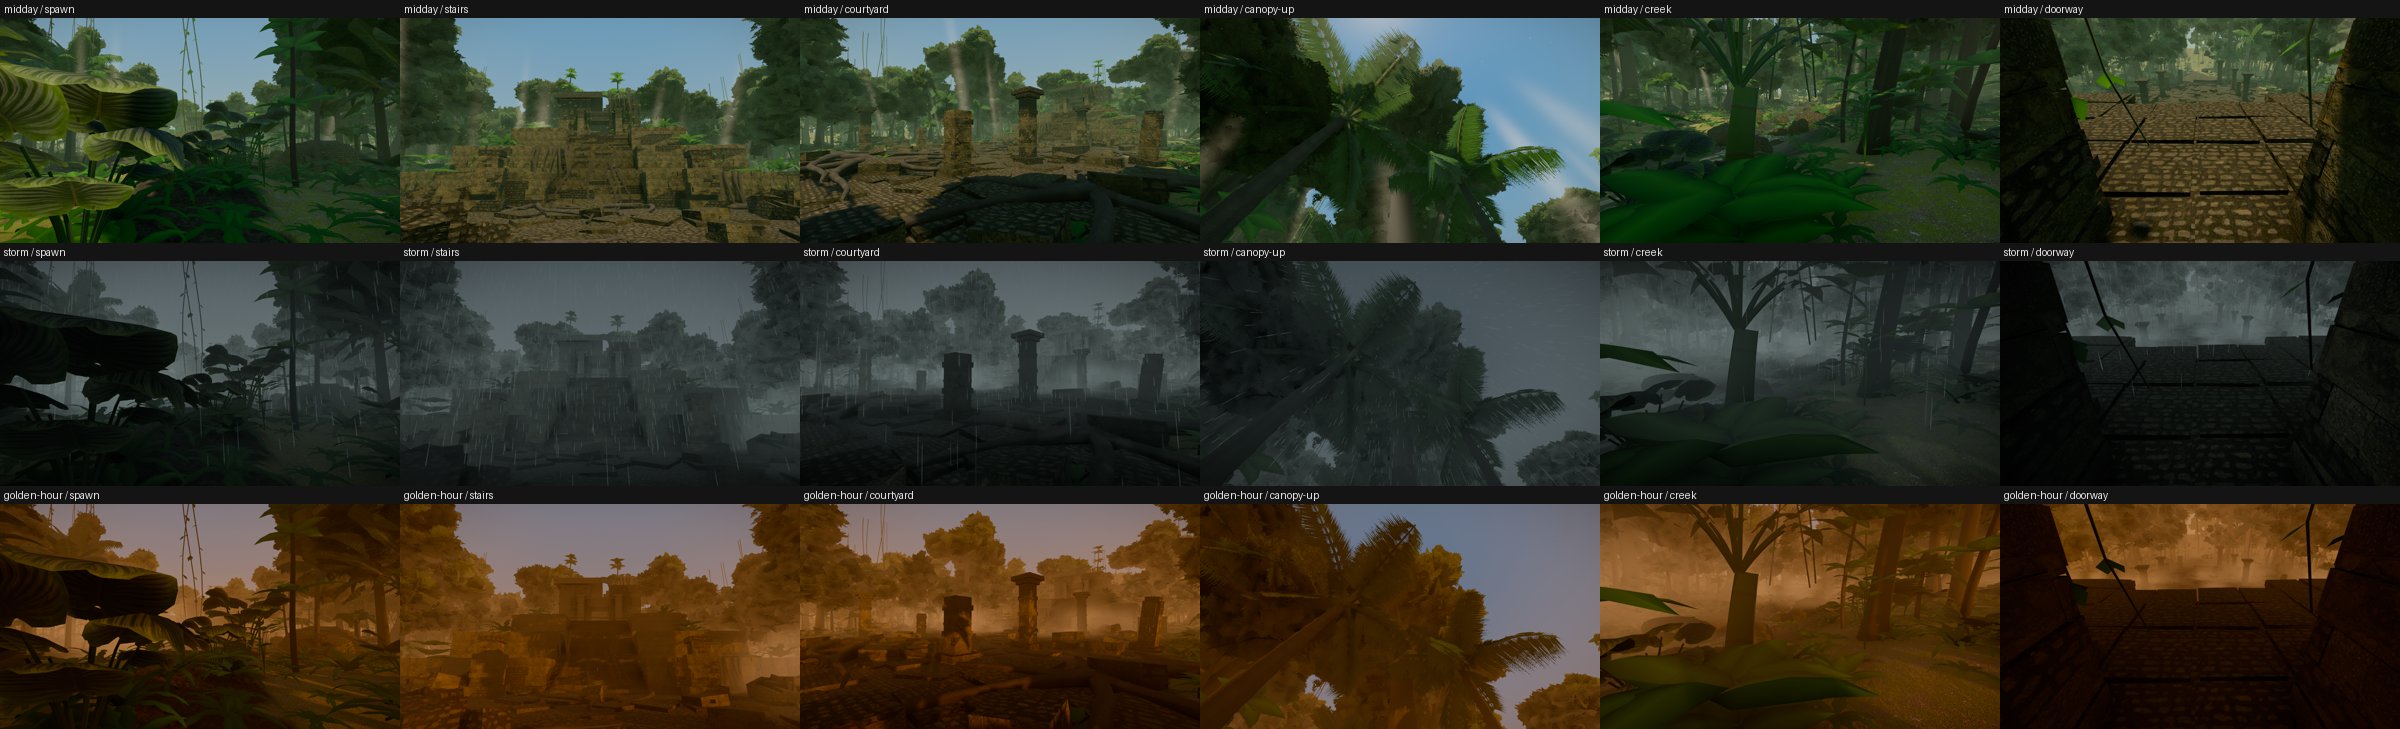 midday / spawn
midday / stairs
midday / courtyard
midday / canopy-up
midday / creek
midday / doorway
storm / spawn
storm / stairs
storm / courtyard
storm / canopy-up
storm / creek
storm / doorway
golden-hour / spawn
golden-hour / stairs
golden-hour / courtyard
golden-hour / canopy-up
golden-hour / creek
golden-hour / doorway